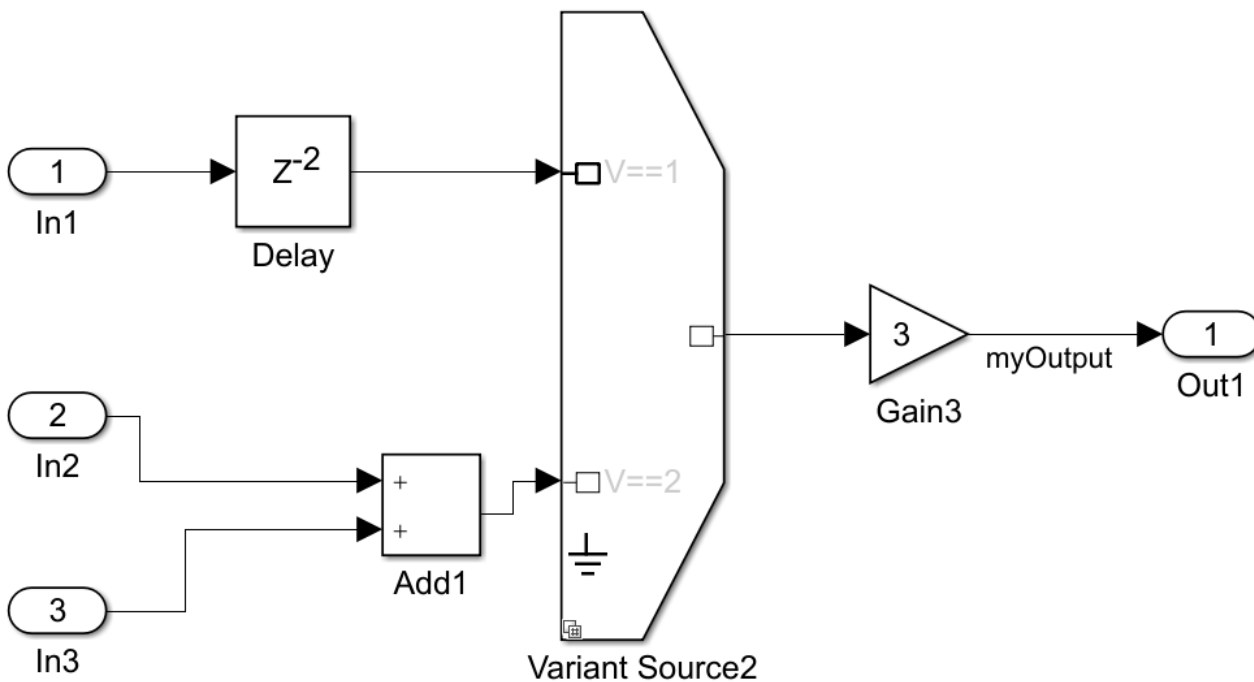 1
In1
Z-2
Delay
V==1
2
In2
3
In3
+
+
Add1
V==2
Variant Source2
3
Gain3
myOutput
1
Out1